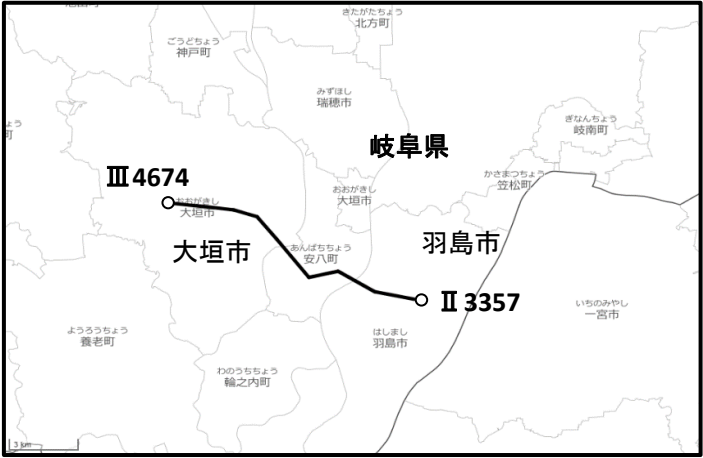 きたがたちょう
北方町
ごうどちょう
神戸町
みずほし
瑞穂市
ぎなんちょう
岐南町
ょう
町
岐阜県
かさまつちょう
笠松町
Ⅲ4674
おおがきし
大垣市
おおがきし
大垣市
大垣市
あんぱちちょう
安八町
羽島市
Ⅱ 3357
いちのみやし
一宮市
ようろうちょう
養老町
はしまし
羽島市
わのうちちょう
輪之内町
3 km